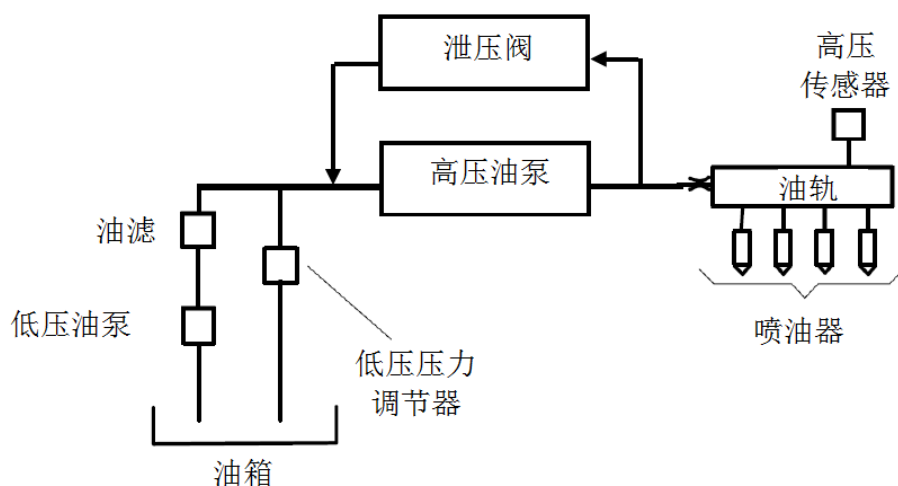 泄压阀
高压
传感器
高压油泵
油轨
油滤
低压油泵
低压压力
调节器
喷油器
油箱